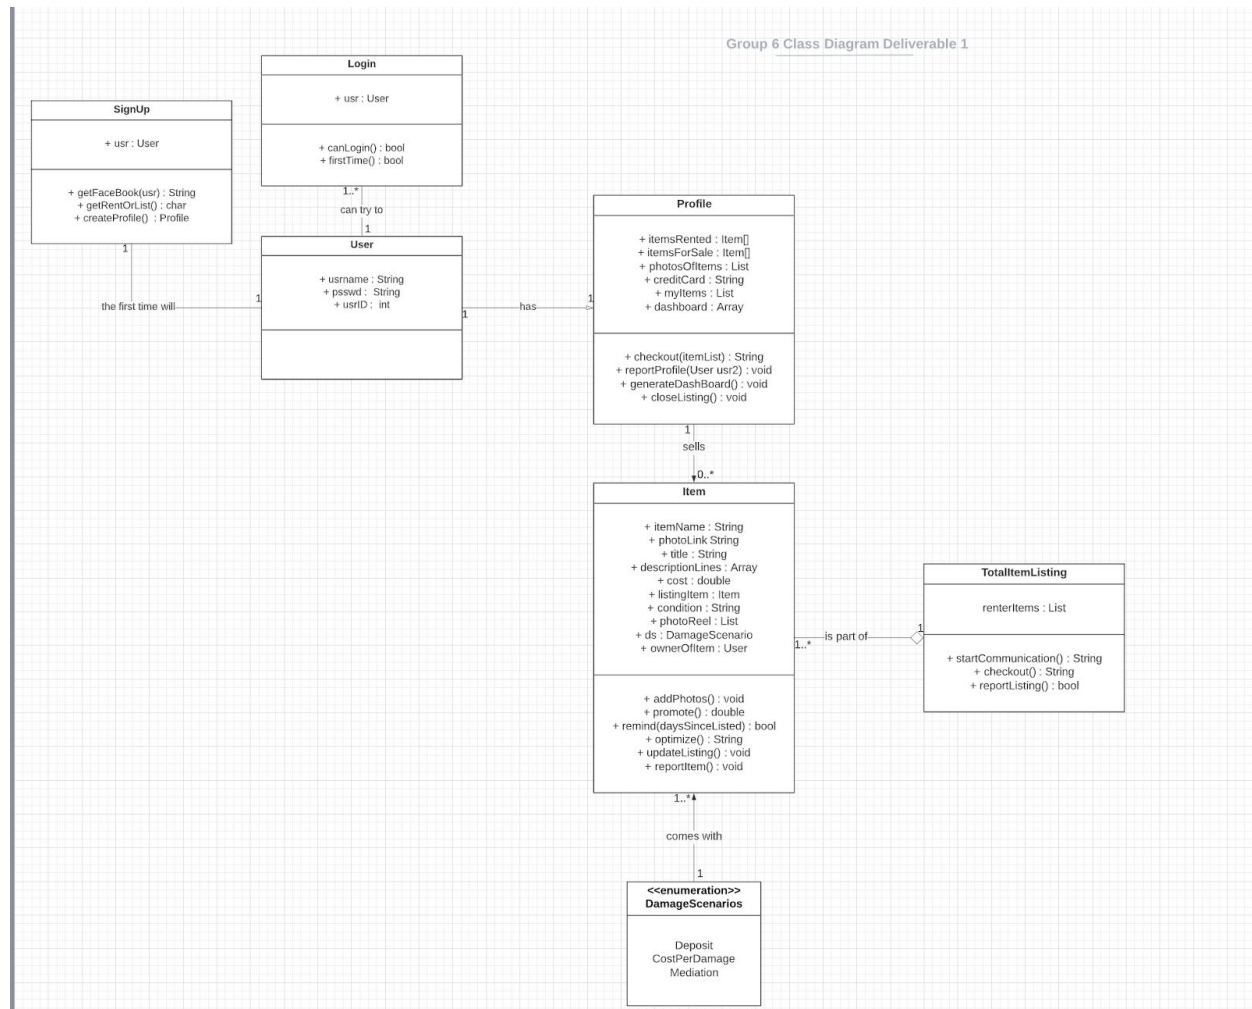 Group 6 Class Diagram Deliverable 1
Login
+ usr : User
+ canLogin() : bool
+ firstTime() : bool
SignUp
+ usr : User
+ getFaceBook(usr) : String
+ getRentOrList() : char
+ createProfile() : Profile
1..*
can try to
1
1
the first time will
1
User
+ usrname : String
+ psswd : String
+ usrID : int
1
has
1
Profile
+ itemsRented : Item[]
+ itemsForSale : Item[]
+ photosOfItems : List
+ creditCard : String
+ myItems : List
+ dashboard : Array
+ checkout(itemList) : String
+ reportProfile(User usr2) : void
+ generateDashBoard() : void
+ closeListing() : void
1
sells
0..*
Item
+ itemName : String
+ photoLink String
+ title : String
+ descriptionLines : Array
+ cost : double
+ listingItem : Item
+ condition : String
+ photoReel : List
+ ds : DamageScenario
+ ownerOfItem : User
+ addPhotos() : void
+ promote() : double
+ remind(daysSinceListed) : bool
+ optimize() : String
+ updateListing() : void
+ reportItem() : void
1..*
is part of
1
TotalItemListing
renterItems : List
+ startCommunication() : String
+ checkout() : String
+ reportListing() : bool
1..*
comes with
1
<<enumeration>>
DamageScenarios
Deposit
CostPerDamage
Mediation